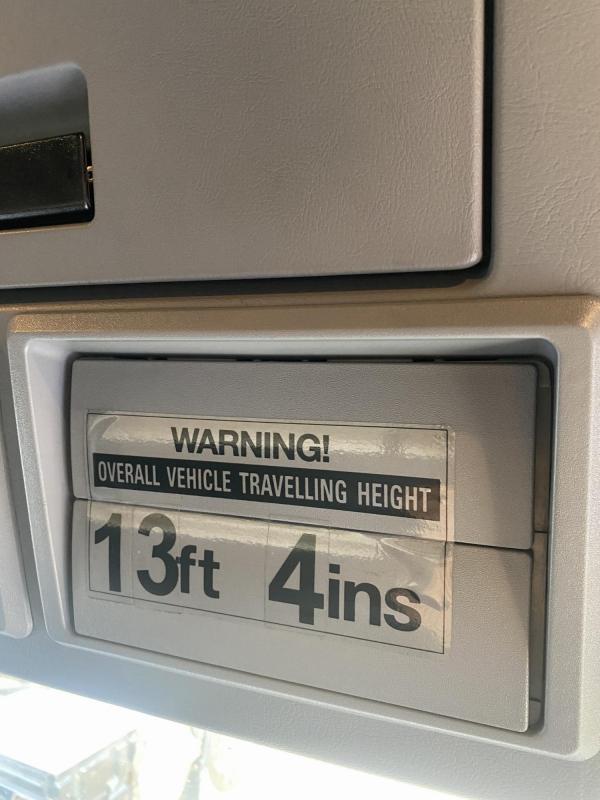 WARNING!
OVERALL VEHICLE TRAVELLING HEIGHT
13ft 4ins